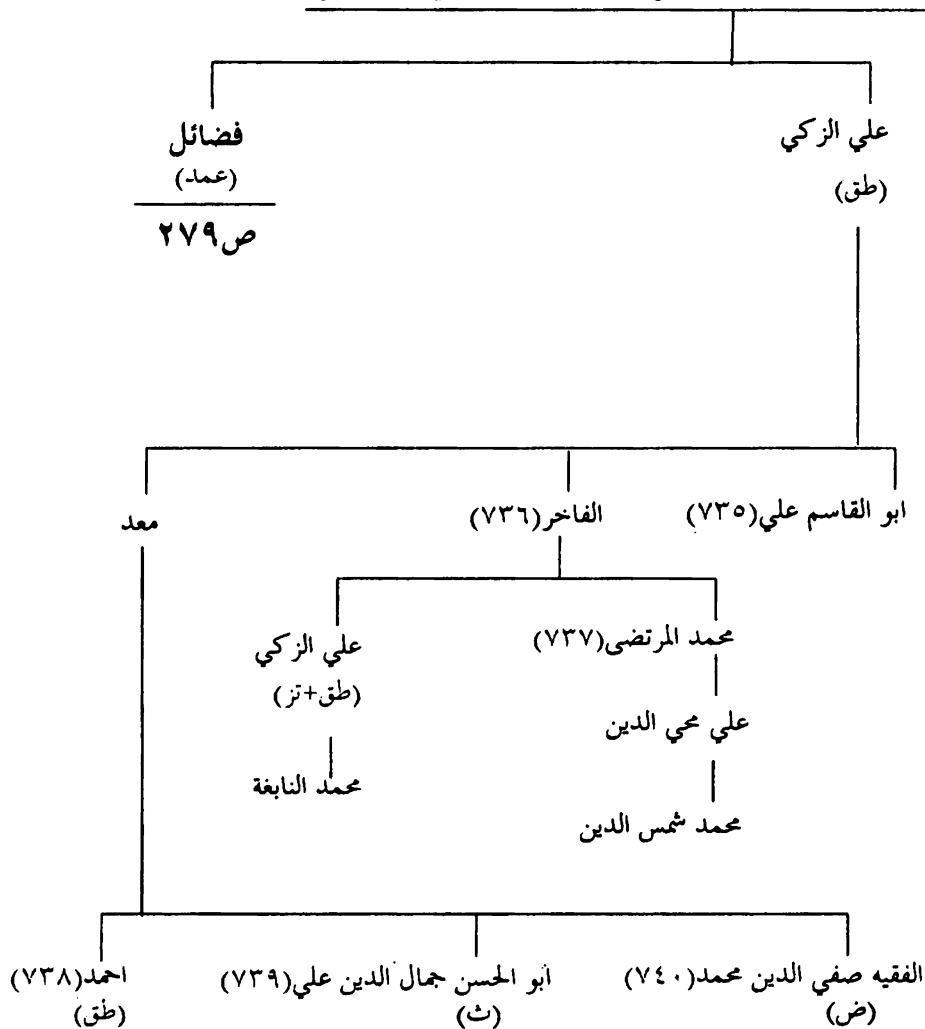 علي الزكي
(طق)
فضائل
(عمد)
ص٢٧٩
ابو القاسم علي(٧٣٥)
الفاخر(٧٣٦)
معد
محمد المرتضى(٧٣٧)
علي محي الدين
محمد شمس الدين
علي الزكي
(طق+تز)
محمد النابغة
الفقيه صفي الدين محمد(٧٤٠)
(ض)
ابو الحسن جمال الدين علي(٧٣٩)
(ث)
احمد(٧٣٨)
(طق)